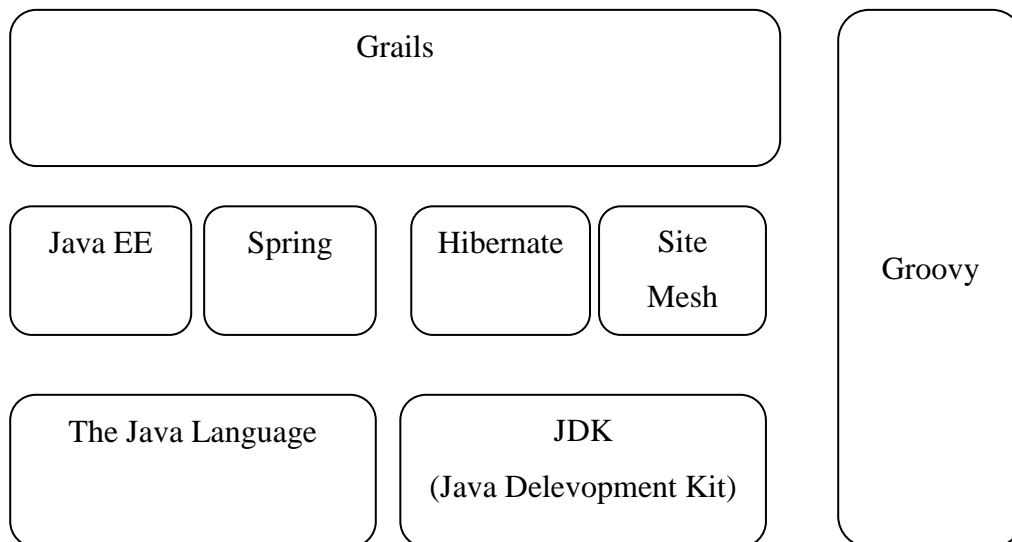 Grails
Java EE
Spring
Hibernate
Site
Mesh
Groovy
The Java Language
JDK
(Java Delevopment Kit)